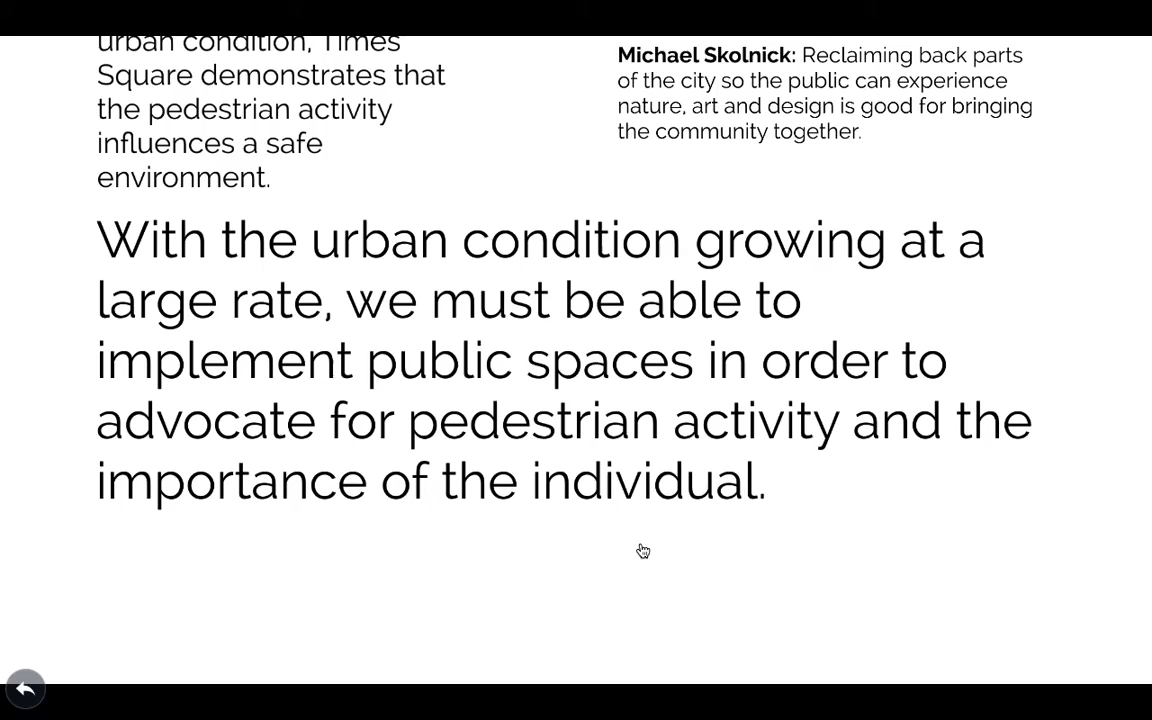 urban condition, Times
Square demonstrates that
the pedestrian activity
influences a safe
environment.
Michael Skolnick: Reclaiming back parts
of the city so the public can experience
nature, art and design is good for bringing
the community together.
With the urban condition growing at a
large rate, we must be able to
implement public spaces in order to
advocate for pedestrian activity and the
importance of the individual.